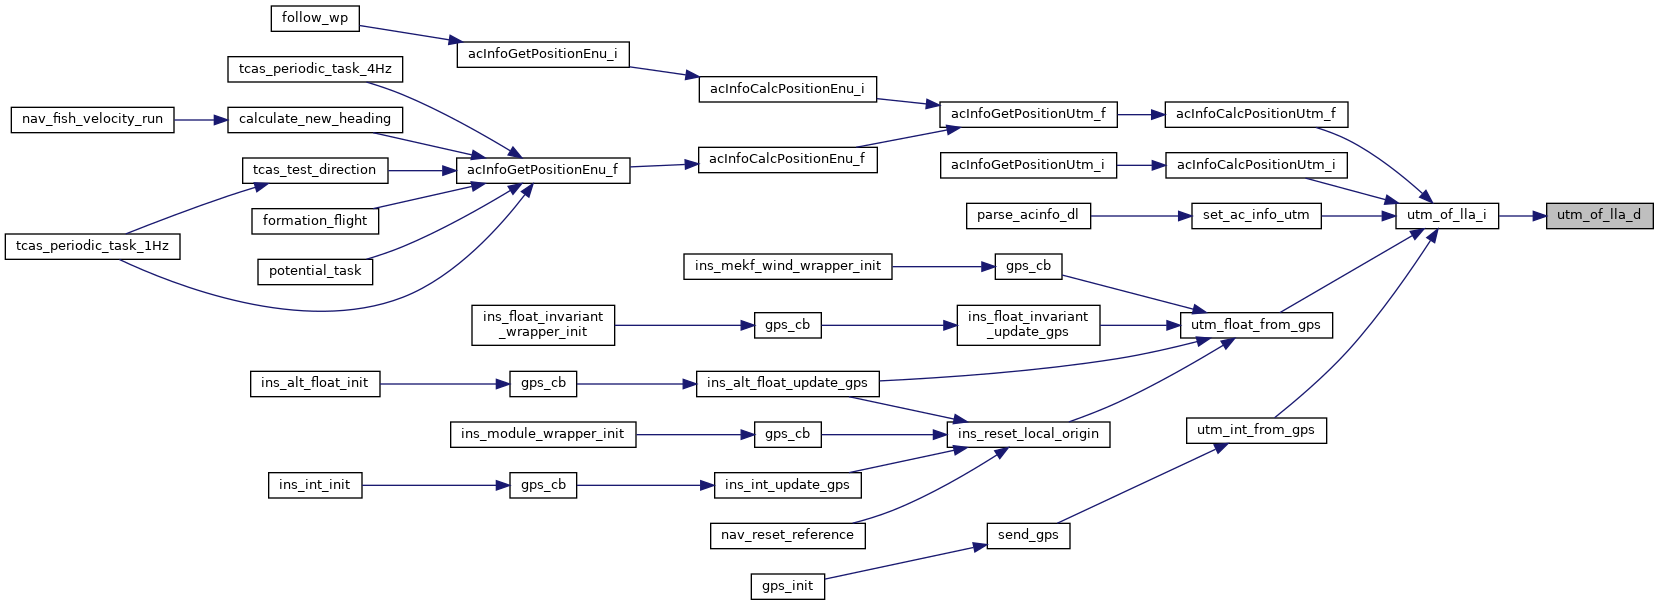 follow_wp
acInfoGetPositionEnu_i
tcas_periodic_task_4Hz
acInfoCalcPositionEnu_i
nav_fish_velocity_run
calculate_new_heading
acInfoGetPositionUtm_f
acInfoCalcPositionUtm_f
acInfoCalcPositionEnu_f
tcas_test_direction
acInfoGetPositionEnu_f
acInfoGetPositionUtm_i
acInfoCalcPositionUtm_i
formation_flight
parse_acinfo_dl
set_ac_info_utm
utm_of_lla_i
utm_of_lla_d
tcas_periodic_task_1Hz
potential_task
ins_mekf_wind_wrapper_init
gps_cb
ins_float_invariant
_wrapper_init
gps_cb
ins_float_invariant
_update_gps
utm_float_from_gps
ins_alt_float_init
gps_cb
ins_alt_float_update_gps
ins_module_wrapper_init
gps_cb
ins_reset_local_origin
utm_int_from_gps
ins_int_init
gps_cb
ins_int_update_gps
nav_reset_reference
send_gps
gps_init